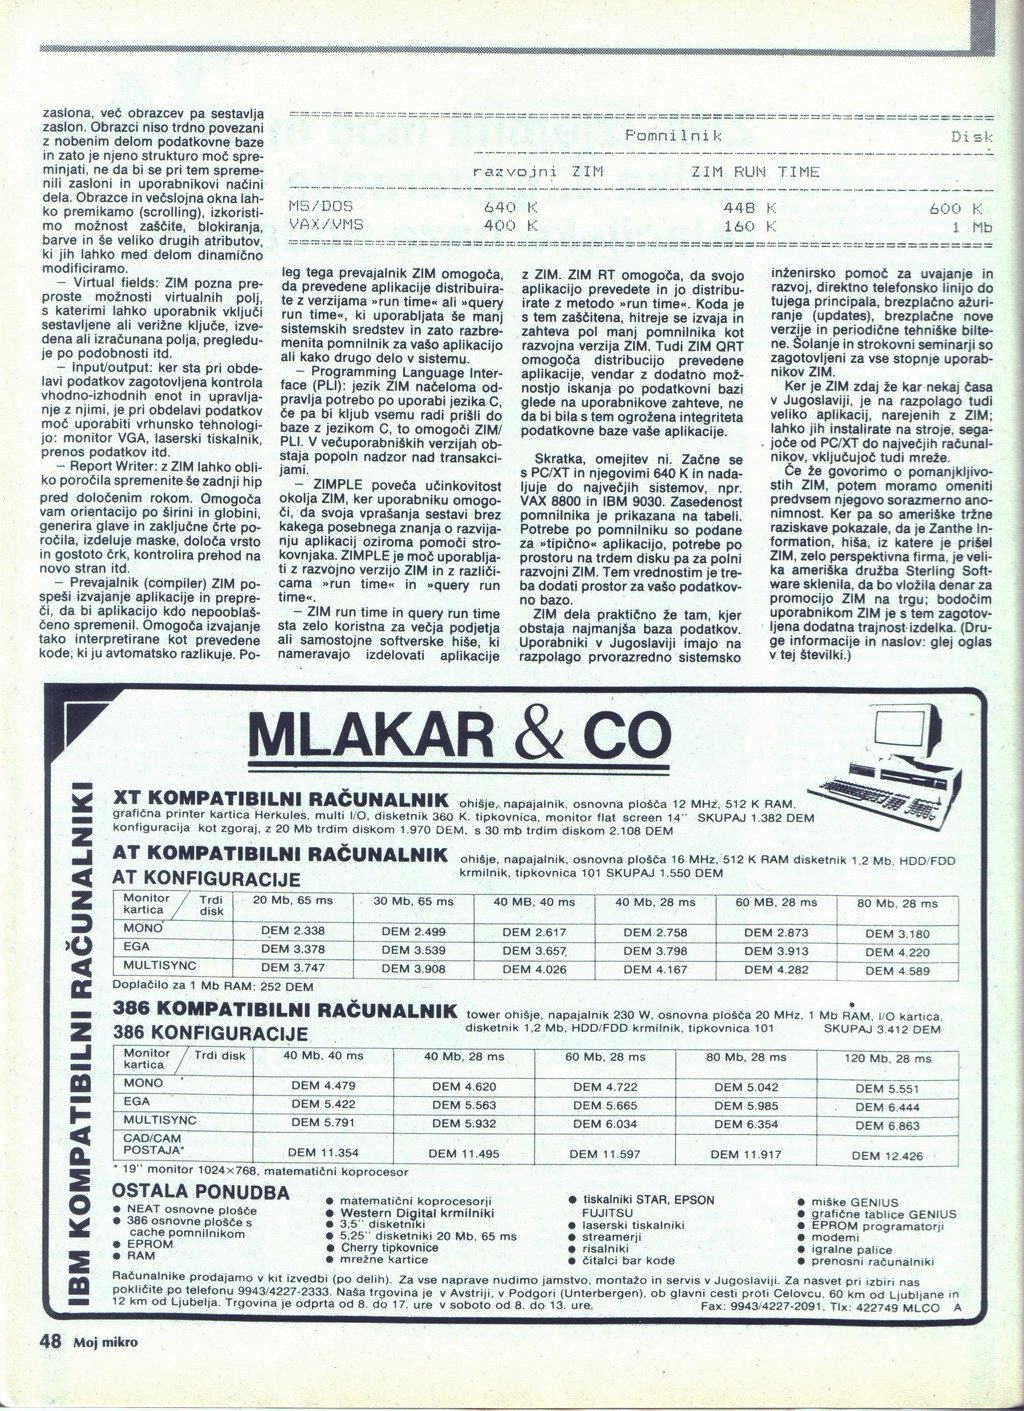 zaslona, več obrazcev pa sestavlja
zaslon. Obrazci niso trdno povezani
z nobenim delom podatkovne baze
in zato je njeno strukturo moč spre-
minjati, ne da bi se pri tem spreme-
nili zasloni in uporabnikovi načini
dela. Obrazce in večslojna okna lah-
ko premikamo (scrolling), izkoristi-
mo možnost zaščite, blokiranja,
barve in še veliko drugih atributov,
ki jih lahko med delom dinamično
modificiramo.
– Virtual fields: ZIM pozna pre-
proste možnosti virtualnih polj,
s katerimi lahko uporabnik vključi
sestavljene ali verižne ključe, izve-
dena ali izračunana polja, pregledu-
je po podobnosti itd.
– Input/output: ker sta pri obde-
lavi podatkov zagotovljena kontrola
vhodno-izhodnih enot in upravlja-
nje z njimi, je pri obdelavi podatkov
moč uporabiti vrhunsko tehnologi-
jo: monitor VGA, laserski tiskalnik,
prenos podatkov itd.
– Report Writer: z ZIM lahko obli-
ko poročila spremenite še zadnji hip
pred določenim rokom. Omogoča
vam orientacijo po širini in globini,
generira glave in zaključne črte po-
ročila, izdeluje maske, določa vrsto
in gostoto črk, kontrolira prehod na
novo stran itd.
– Prevajalnik (compiler) ZIM po-
speši izvajanje aplikacije in prepre-
či, da bi aplikacijo kdo nepooblaš-
čeno spremenil. Omogoča izvajanje
tako interpretirane kot prevedene
kode; ki ju avtomatsko razlikuje. Po-
Pomnilnik Disk
razvojni ZIM ZIM RUN TIME
MS/DOS 640 K 448 K 600 K
VAX/VMS 400 K 160 K 1 Mb
leg tega prevajalnik ZIM omogoča,
da prevedene aplikacije distribuira-
te z verzijama »run time« ali »query
run time«, ki uporabljata še manj
sistemskih sredstev in zato razbre-
menita pomnilnik za vašo aplikacijo
ali kako drugo delo v sistemu.
– Programming Language Inter-
face (PLI): jezik ZIM načeloma od-
pravlja potrebo po uporabi jezika C,
če pa bi kljub vsemu radi prišli do
baze z jezikom C, to omogoči ZIM/
PLI. V večuporabniških verzijah ob-
staja popoln nadzor nad transakci-
jami.
– ZIMPLE poveča učinkovitost
okolja ZIM, ker uporabniku omogo-
či, da svoja vprašanja sestavi brez
kakega posebnega znanja o razvija-
nju aplikacij oziroma pomoči stro-
kovnjaka. ZIMPLE je moč uporablja-
ti z razvojno verzijo ZIM in z različi-
cama »run time« in »query run
time«.
– ZIM run time in query run time
sta zelo koristna za večja podjetja
ali samostojne softverske hiše, ki
nameravajo izdelovati aplikacije
z ZIM. ZIM RT omogoča, da svojo
aplikacijo prevedete in jo distribu-
irate z metodo »run time«. Koda je
s tem zaščitena, hitreje se izvaja in
zahteva pol manj pomnilnika kot
razvojna verzija ZIM. Tudi ZIM QRT
omogoča distribucijo prevedene
aplikacije, vendar z dodatno mož-
nostjo iskanja po podatkovni bazi
glede na uporabnikove zahteve, ne
da bi bila s tem ogrožena integriteta
podatkovne baze vaše aplikacije.
Skratka, omejitev ni. Začne se
s PC/XT in njegovimi 640 K in nada-
ljuje do največjih sistemov, npr.
VAX 8800 in IBM 9030. Zasedenost
pomnilnika je prikazana na tabeli.
Potrebe po pomnilniku so podane
za »tipično« aplikacijo, potrebe po
prostoru na trdem disku pa za polni
razvojni ZIM. Tem vrednostim je tre-
ba dodati prostor za vašo podatkov-
no bazo.
ZIM dela praktično že tam, kjer
obstaja najmanjša baza podatkov.
Uporabniki v Jugoslaviji imajo na
razpolago prvorazredno sistemsko
inženirsko pomoč za uvajanje in
razvoj, direktno telefonsko linijo do
tujega principala, brezplačno ažuri-
ranje (updates), brezplačne nove
verzije in periodične tehniške bilte-
ne. Šolanje in strokovni seminarji so
zagotovljeni za vse stopnje uporab-
nikov ZIM.
Ker je ZIM zdaj že kar nekaj časa
v Jugoslaviji, je na razpolago tudi
veliko aplikacij, narejenih z ZIM;
lahko jih instalirate na stroje, sega-
joče od PC/XT do največjih računal-
nikov, vključujoč tudi mreže.
Če že govorimo o pomanjkljivo-
stih ZIM, potem moramo omeniti
predvsem njegovo sorazmerno ano-
nimnost. Ker pa so ameriške tržne
raziskave pokazale, da je Zanthe In-
formation, hiša, iz katere je prišel
ZIM, zelo perspektivna firma, je veli-
ka ameriška družba Sterling Soft-
ware sklenila, da bo vložila denar za
promocijo ZIM na trgu; bodočim
uporabnikom ZIM je s tem zagotov-
ljena dodatna trajnost izdelka. (Dru-
ge informacije in naslov: glej oglas
v tej številki.)
IBM KOMPATIBILNI RAČUNALNIKI
MLAKAR & CO
XT KOMPATIBILNI RAČUNALNIK ohišje, napajalnik, osnovna plošča 12 MHz, 512 K RAM,
grafična printer kartica Herkules, multi I/O, disketnik 360 K. tipkovnica, monitor flat screen 14" SKUPAJ 1.382 DEM
konfiguracija kot zgoraj, z 20 Mb trdim diskom 1.970 DEM, s 30 mb trdim diskom 2.108 DEM
AT KOMPATIBILNI RAČUNALNIK ohišje, napajalnik, osnovna plošča 16 MHz, 512 K RAM disketnik 1,2 Mb, HDD/FDD
krmilnik, tipkovnica 101 SKUPAJ 1.550 DEM
AT KONFIGURACIJE
Monitor kartica / Trdi disk 20 Mb, 65 ms 30 Mb, 65 ms 40 MB, 40 ms 40 Mb, 28 ms 60 MB, 28 ms 80 Mb, 28 ms
MONO DEM 2.338 DEM 2.499 DEM 2.617 DEM 2.758 DEM 2.873 DEM 3.180
EGA DEM 3.378 DEM 3.539 DEM 3.657 DEM 3.798 DEM 3.913 DEM 4.220
MULTISYNC DEM 3.747 DEM 3.908 DEM 4.026 DEM 4.167 DEM 4.282 DEM 4.589
Doplačilo za 1 Mb RAM: 252 DEM
386 KOMPATIBILNI RAČUNALNIK tower ohišje, napajalnik 230 W, osnovna plošča 20 MHz, 1 Mb RAM, I/O kartica,
disketnik 1,2 Mb, HDD/FDD krmilnik, tipkovnica 101 SKUPAJ 3.412 DEM
386 KONFIGURACIJE
Monitor kartica / Trdi disk 40 Mb, 40 ms 40 Mb, 28 ms 60 Mb, 28 ms 80 Mb, 28 ms 120 Mb, 28 ms
MONO DEM 4.479 DEM 4.620 DEM 4.722 DEM 5.042 DEM 5.551
EGA DEM 5.422 DEM 5.563 DEM 5.665 DEM 5.985 DEM 6.444
MULTISYNC DEM 5.791 DEM 5.932 DEM 6.034 DEM 6.354 DEM 6.863
CAD/CAM
POSTAJA* DEM 11.354 DEM 11.495 DEM 11.597 DEM 11.917 DEM 12.426
* 19" monitor 1024×768, matematični koprocesor
OSTALA PONUDBA
● NEAT osnovne plošče
● 386 osnovne plošče s
cache pomnilnikom
● EPROM
● RAM
● matematični koprocesorji
● Western Digital krmilniki
● 3,5" disketniki
● 5,25" disketniki 20 Mb, 65 ms
● Cherry tipkovnice
● mrežne kartice
● tiskalniki STAR, EPSON
FUJITSU
● laserski tiskalniki
● streamerji
● risalniki
● čitalci bar kode
● miške GENIUS
● grafične tablice GENIUS
● EPROM programatorji
● modemi
● igralne palice
● prenosni računalniki
Računalnike prodajamo v kit izvedbi (po delih). Za vse naprave nudimo jamstvo, montažo in servis v Jugoslaviji. Za nasvet pri izbiri nas
pokličite po telefonu 9943/4227-2333. Naša trgovina je v Avstriji, v Podgori (Unterbergen), ob glavni cesti proti Celovcu, 60 km od Ljubljane in
12 km od Ljubelja. Trgovina je odprta od 8. do 17. ure v soboto od 8. do 13. ure. Fax: 9943/4227-2091, Tlx: 422749 MLCO A
48 Moj mikro